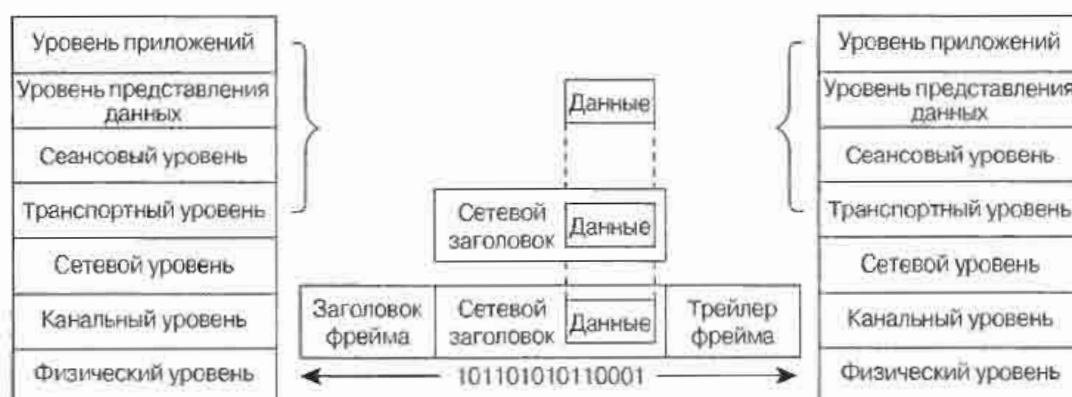 Уровень приложений
Уровень представления
данных
Сеансовый уровень
Транспортный уровень
Сетевой уровень
Канальный уровень
Физический уровень
Данные
Сетевой
заголовок
Данные
Заголовок
фрейма
Сетевой
заголовок
Данные
Трейлер
фрейма
101101010110001
Уровень приложений
Уровень представления
данных
Сеансовый уровень
Транспортный уровень
Сетевой уровень
Канальный уровень
Физический уровень